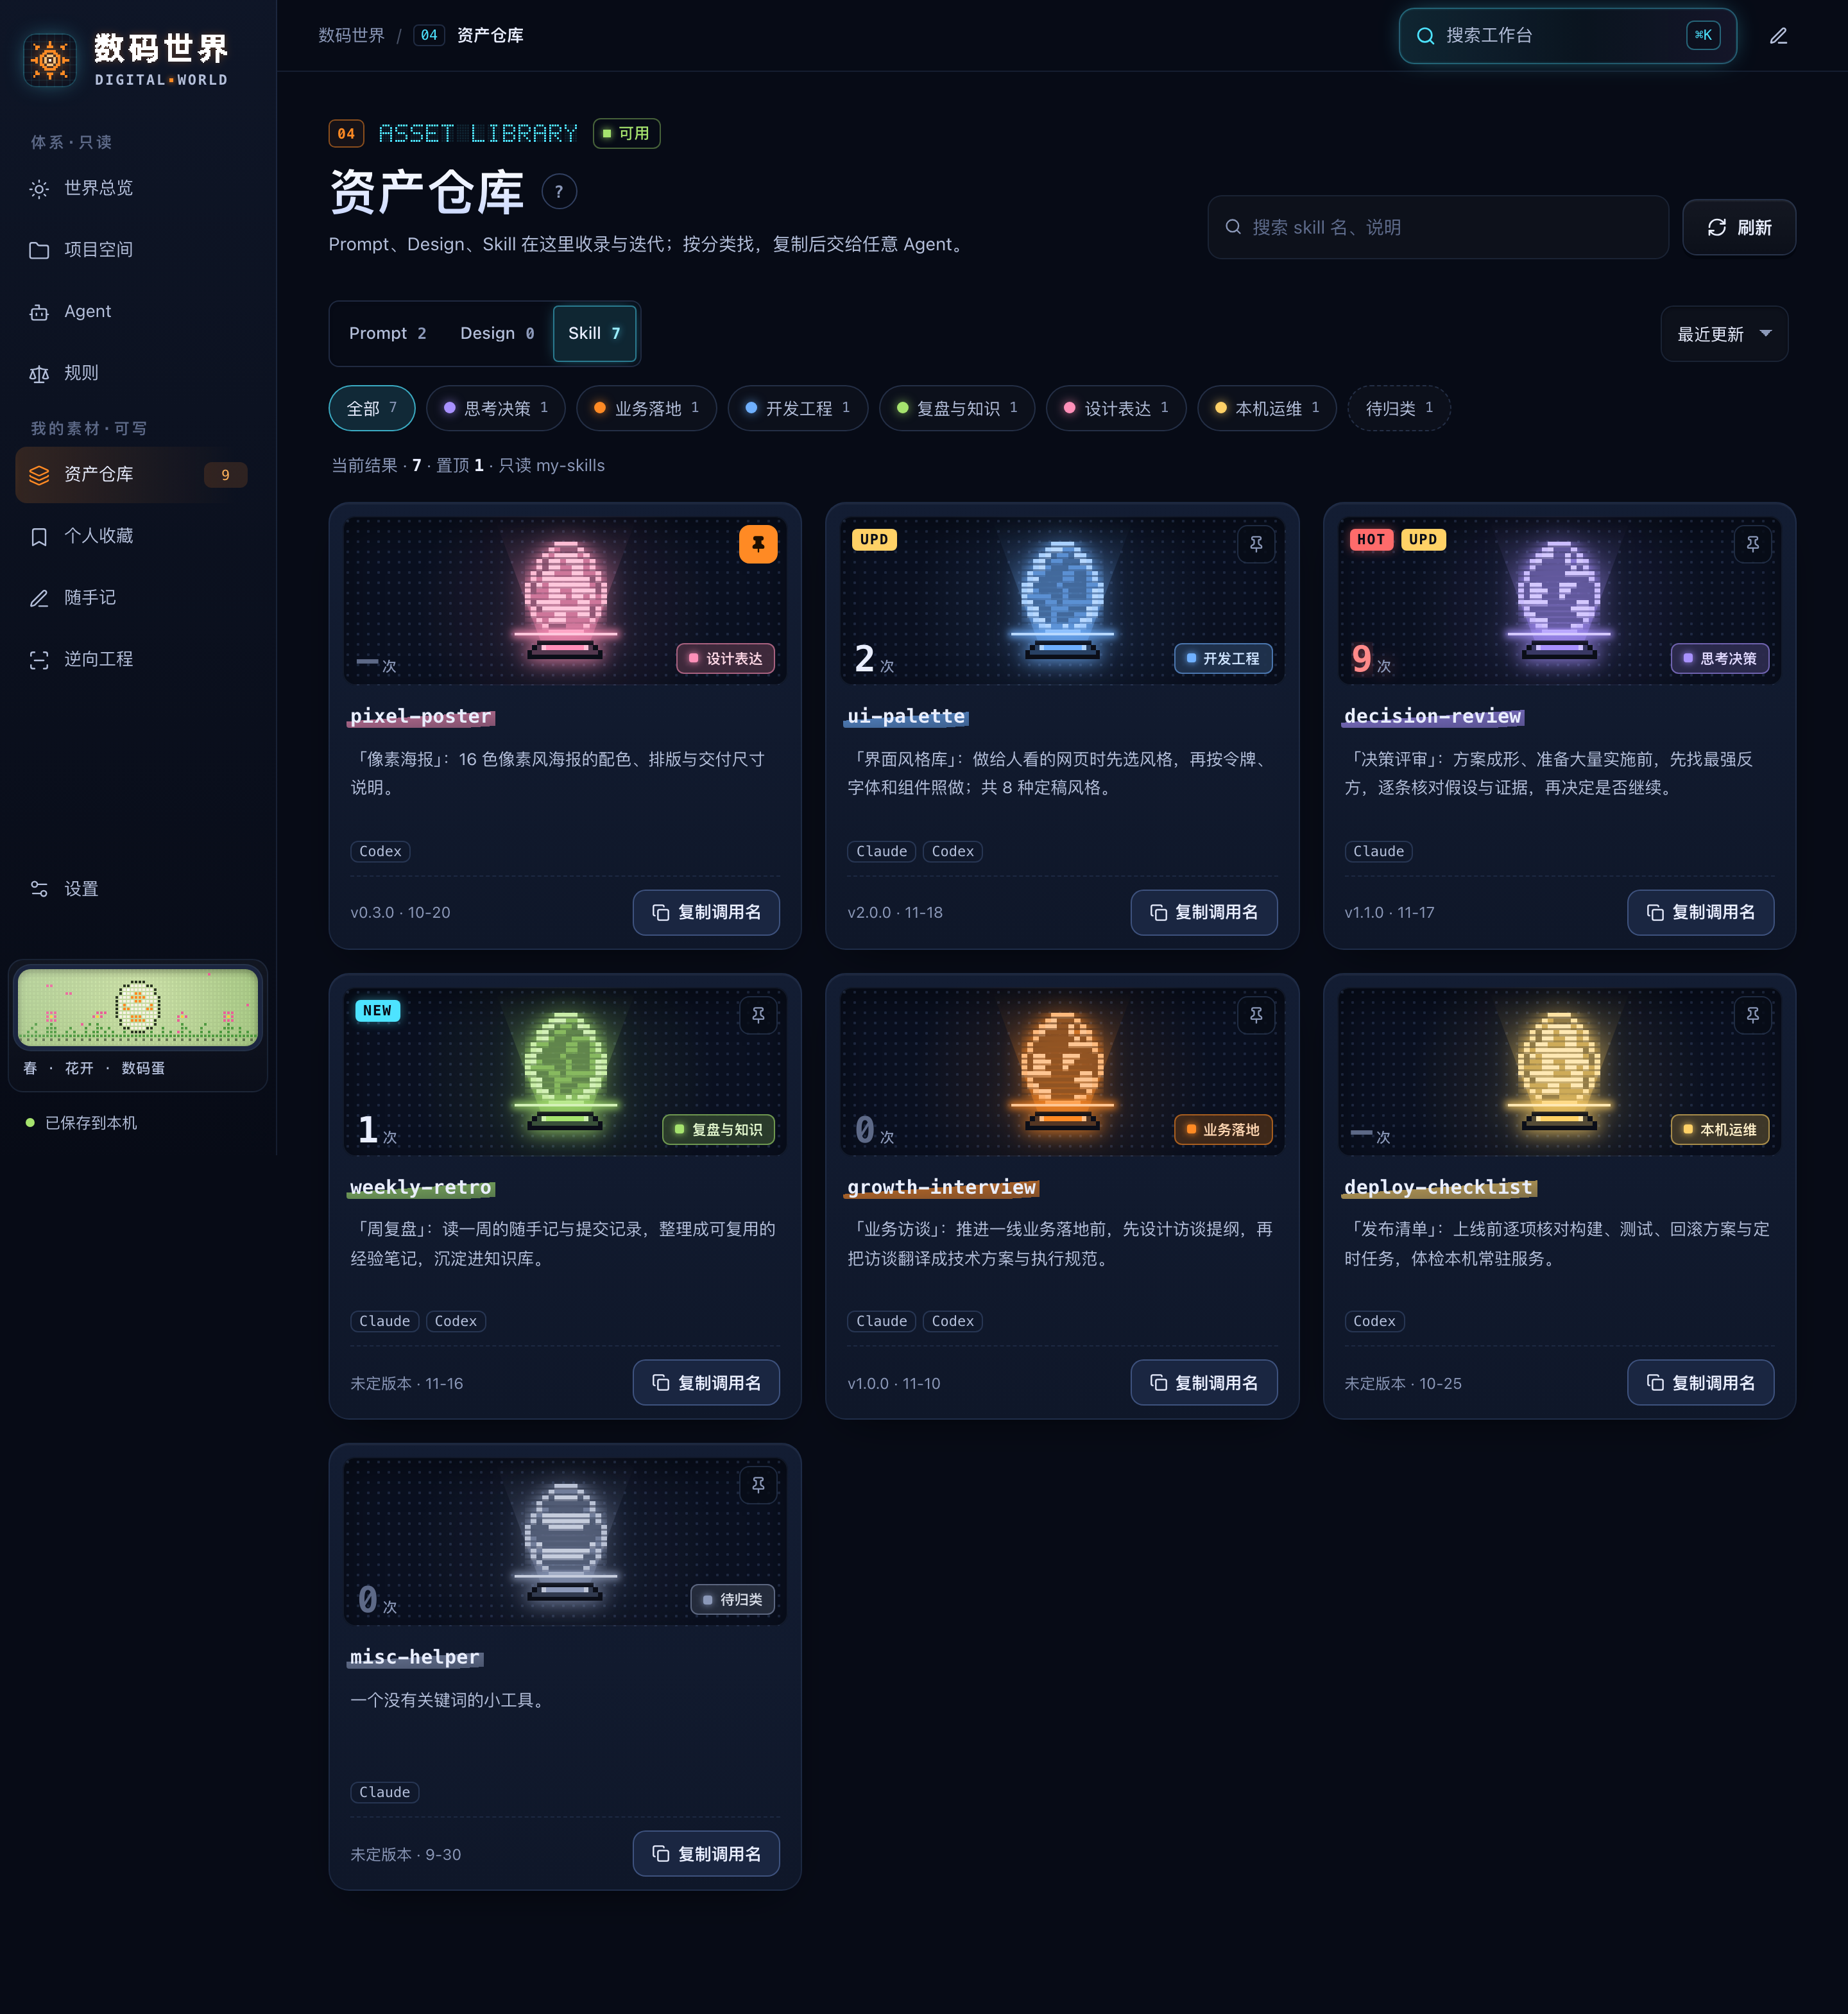 数码世界
DIGITAL▪WORLD
体系·只读
世界总览
项目空间
Agent
规则
我的素材·可写
资产仓库 9
个人收藏
随手记
逆向工程
设置
春 · 花开 · 数码蛋
已保存到本机
数码世界 / 04 资产仓库
搜索工作台 ⌘K
04 ASSET LIBRARY 可用
资产仓库 ?
Prompt、Design、Skill 在这里收录与迭代；按分类找，复制后交给任意 Agent。
搜索 skill 名、说明
刷新
Prompt 2 Design 0 Skill 7
最近更新
全部 7 思考决策 1 业务落地 1 开发工程 1 复盘与知识 1 设计表达 1 本机运维 1 待归类 1
当前结果 · 7 · 置顶 1 · 只读 my-skills
— 次 设计表达
pixel-poster
「像素海报」：16 色像素风海报的配色、排版与交付尺寸
说明。
Codex
v0.3.0 · 10-20 复制调用名
UPD
2 次 开发工程
ui-palette
「界面风格库」：做给人看的网页时先选风格，再按令牌、
字体和组件照做；共 8 种定稿风格。
Claude Codex
v2.0.0 · 11-18 复制调用名
HOT UPD
9 次 思考决策
decision-review
「决策评审」：方案成形、准备大量实施前，先找最强反
方，逐条核对假设与证据，再决定是否继续。
Claude
v1.1.0 · 11-17 复制调用名
NEW
1 次 复盘与知识
weekly-retro
「周复盘」：读一周的随手记与提交记录，整理成可复用的
经验笔记，沉淀进知识库。
Claude Codex
未定版本 · 11-16 复制调用名
0 次 业务落地
growth-interview
「业务访谈」：推进一线业务落地前，先设计访谈提纲，再
把访谈翻译成技术方案与执行规范。
Claude Codex
v1.0.0 · 11-10 复制调用名
— 次 本机运维
deploy-checklist
「发布清单」：上线前逐项核对构建、测试、回滚方案与定
时任务，体检本机常驻服务。
Codex
未定版本 · 10-25 复制调用名
0 次 待归类
misc-helper
一个没有关键词的小工具。
Claude
未定版本 · 9-30 复制调用名